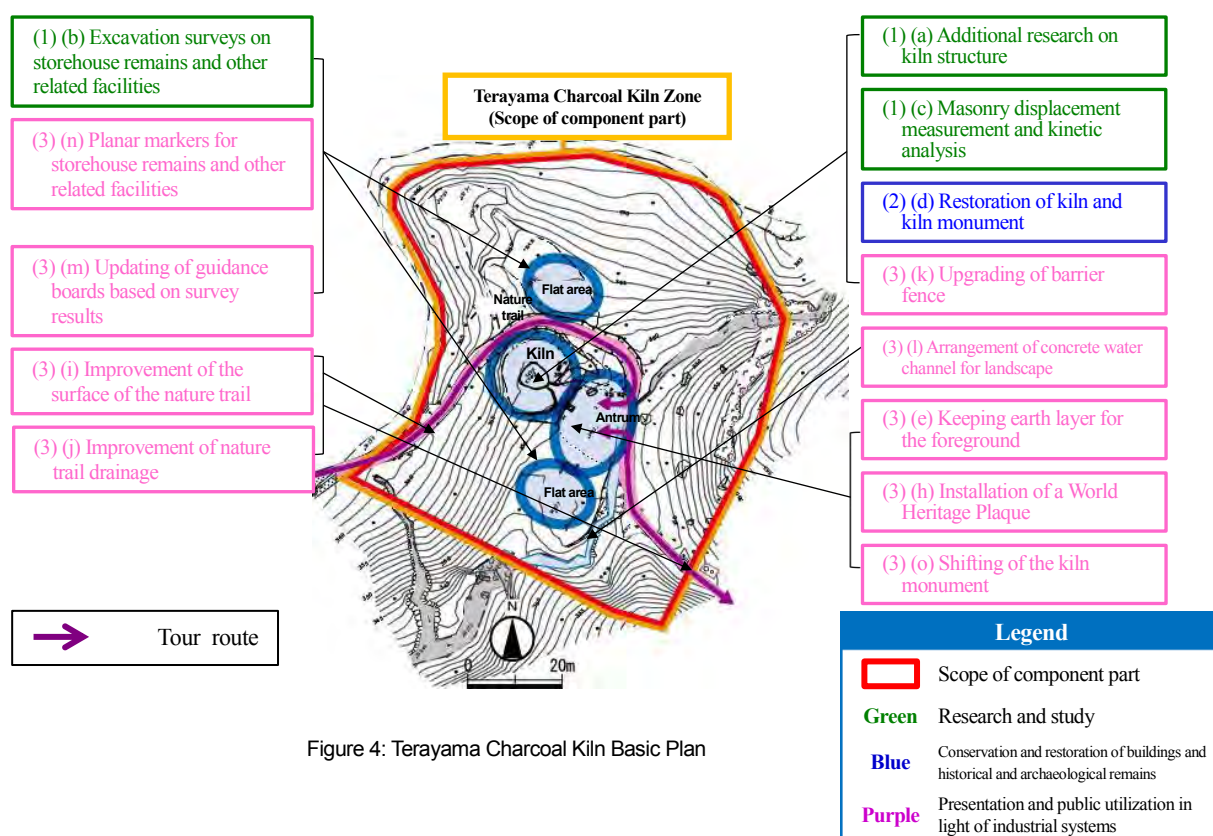 (1) (b) Excavation surveys on
storehouse remains and other
related facilities
(3) (n) Planar markers for
storehouse remains and other
related facilities
(3) (m) Updating of guidance
boards based on survey
results
(3) (i) Improvement of the
surface of the nature trail
(3) (j) Improvement of nature
trail drainage
Tour route
Terayama Charcoal Kiln Zone
(Scope of component part)
Flat area
Nature
trail
Kiln
Antrum
Flat area
N
0 20m
(1) (a) Additional research on
kiln structure
(1) (c) Masonry displacement
measurement and kinetic
analysis
(2) (d) Restoration of kiln and
kiln monument
(3) (k) Upgrading of barrier
fence
(3) (l) Arrangement of concrete water
channel for landscape
(3) (e) Keeping earth layer for
the foreground
(3) (h) Installation of a World
Heritage Plaque
(3) (o) Shifting of the kiln
monument
Legend
Scope of component part
Green Research and study
Blue Conservation and restoration of buildings and
historical and archaeological remains
Purple Presentation and public utilization in
light of industrial systems
Figure 4: Terayama Charcoal Kiln Basic Plan